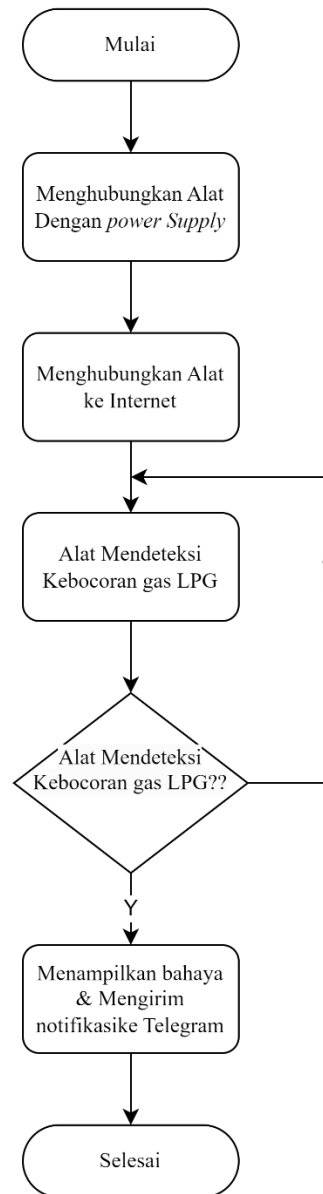 Mulai
Menghubungkan Alat
Dengan power Supply
Menghubungkan Alat
ke Internet
Alat Mendeteksi
Kebocoran gas LPG
Alat Mendeteksi
Kebocoran gas LPG??
Y
Menampilkan bahaya
& Mengirim
notifikasike Telegram
Selesai